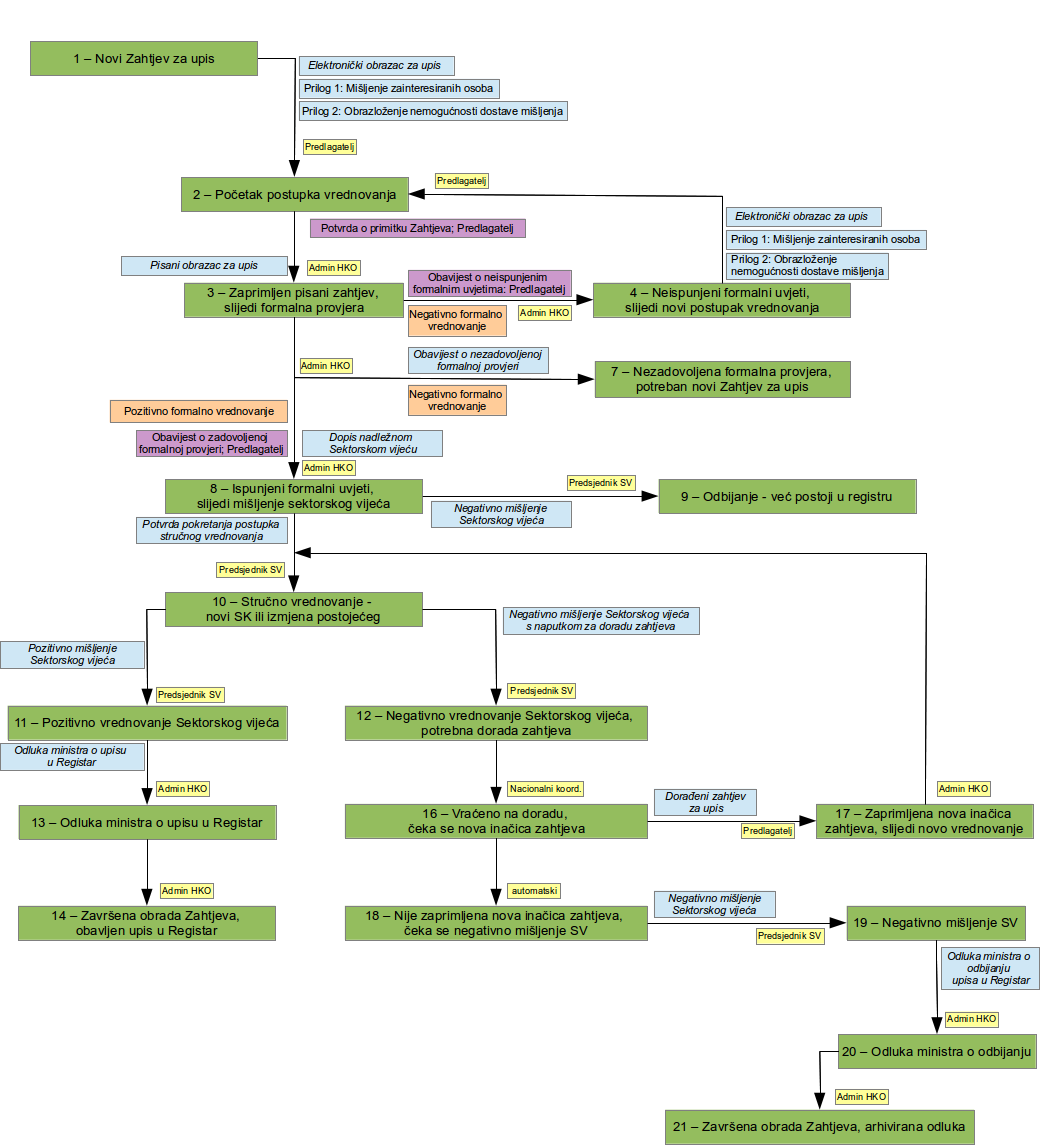 1 – Novi Zahtjev za upis
Elektronički obrazac za upis
Prilog 1: Mišljenje zainteresiranih osoba
Prilog 2: Obrazloženje nemogućnosti dostave mišljenja
Predlagatelj
2 – Početak postupka vrednovanja
Predlagatelj
Potvrda o primitku Zahtjeva; Predlagatelj
Elektronički obrazac za upis
Prilog 1: Mišljenje zainteresiranih osoba
Prilog 2: Obrazloženje
nemogućnosti dostave mišljenja
Pisani obrazac za upis
Admin HKO
3 – Zaprimljen pisani zahtjev,
slijedi formalna provjera
Obavijest o neispunjenim
formalnim uvjetima: Predlagatelj
Negativno formalno
vrednovanje
Admin HKO
4 – Neispunjeni formalni uvjeti,
slijedi novi postupak vrednovanja
Admin HKO
Obavijest o nezadovoljenoj
formalnoj provjeri
Negativno formalno
vrednovanje
7 – Nezadovoljena formalna provjera,
potreban novi Zahtjev za upis
Pozitivno formalno vrednovanje
Obavijest o zadovoljenoj
formalnoj provjeri; Predlagatelj
Dopis nadležnom
Sektorskom vijeću
Admin HKO
8 – Ispunjeni formalni uvjeti,
slijedi mišljenje sektorskog vijeća
Predsjednik SV
Negativno mišljenje
Sektorskog vijeća
9 – Odbijanje - već postoji u registru
Potvrda pokretanja postupka
stručnog vrednovanja
Predsjednik SV
10 – Stručno vrednovanje -
novi SK ili izmjena postojećeg
Negativno mišljenje Sektorskog vijeća
s naputkom za doradu zahtjeva
Pozitivno mišljenje
Sektorskog vijeća
Predsjednik SV
Predsjednik SV
11 – Pozitivno vrednovanje Sektorskog vijeća
12 – Negativno vrednovanje Sektorskog vijeća,
potrebna dorada zahtjeva
Odluka ministra o upisu
u Registar
Admin HKO
Nacionalni koord.
Admin HKO
13 – Odluka ministra o upisu u Registar
16 – Vraćeno na doradu,
čeka se nova inačica zahtjeva
Dorađeni zahtjev
za upis
Predlagatelj
17 – Zaprimljena nova inačica
zahtjeva, slijedi novo vrednovanje
Admin HKO
automatski
14 – Završena obrada Zahtjeva,
obavljen upis u Registar
18 – Nije zaprimljena nova inačica zahtjeva,
čeka se negativno mišljenje SV
Negativno mišljenje
Sektorskog vijeća
Predsjednik SV
19 – Negativno mišljenje SV
Odluka ministra o
odbijanju
upisa u Registar
Admin HKO
20 – Odluka ministra o odbijanju
Admin HKO
21 – Završena obrada Zahtjeva, arhivirana odluka